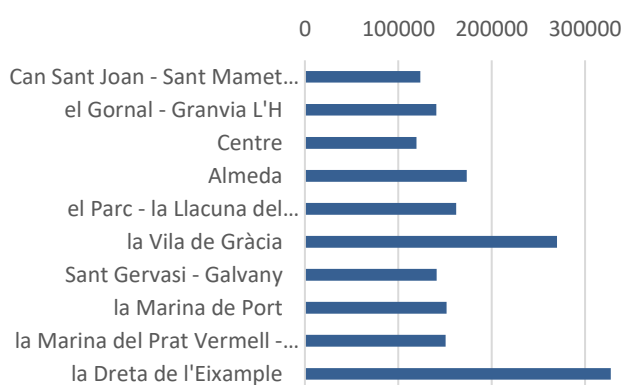 0 100000 200000 300000
Can Sant Joan - Sant Mamet...
el Gornal - Granvia L'H
Centre
Almeda
el Parc - la Llacuna del...
la Vila de Gràcia
Sant Gervasi - Galvany
la Marina de Port
la Marina del Prat Vermell -...
la Dreta de l'Eixample